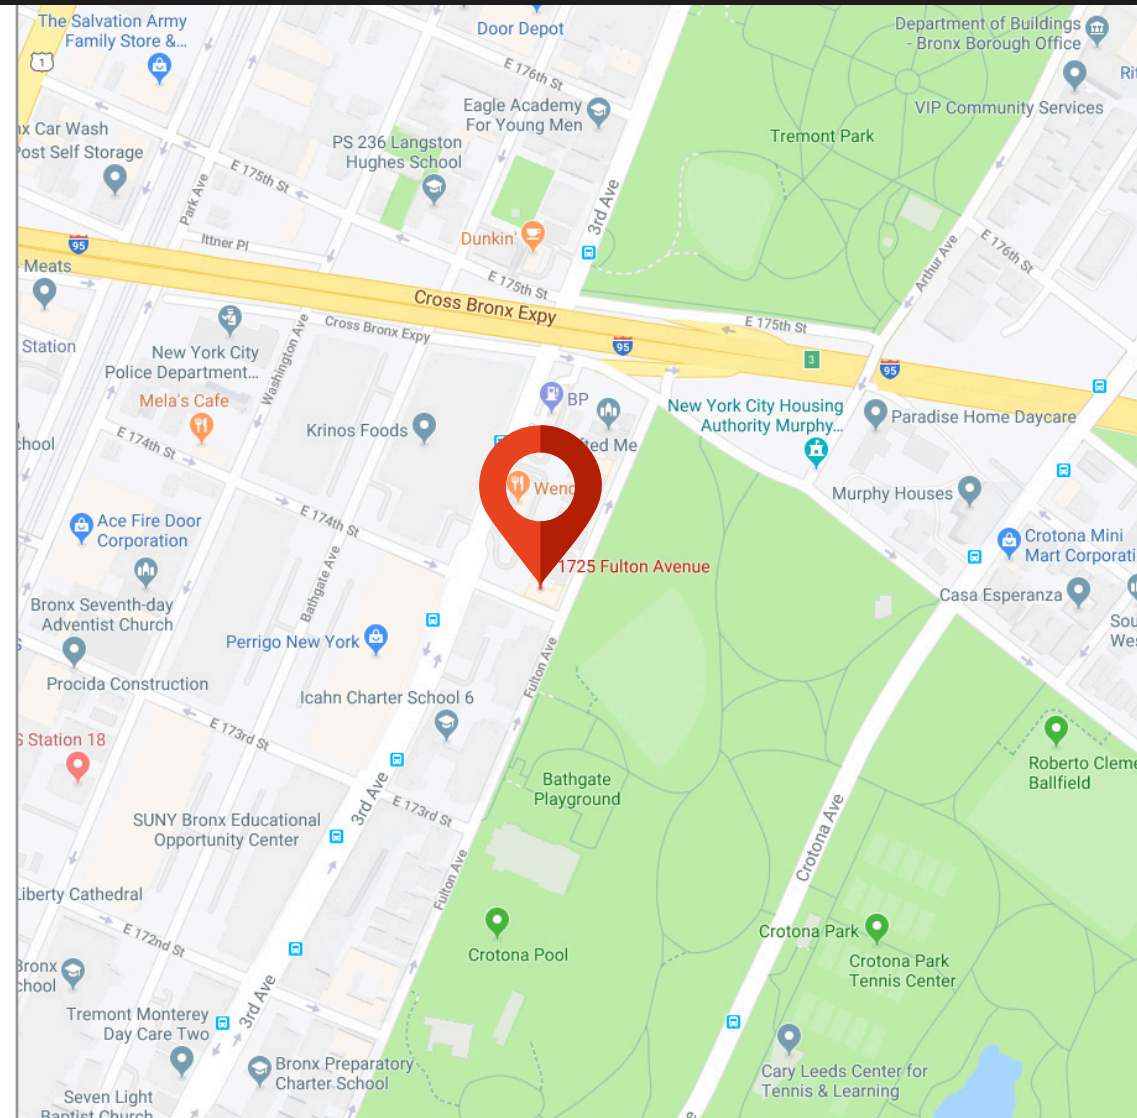 The Salvation Army
Family Store &...
Door Depot
Department of Buildings
- Bronx Borough Office
1
E 176th St
VIP Community Services
Eagle Academy
For Young Men
Car Wash
Post Self Storage
PS 236 Langston
Hughes School
Tremont Park
E 175th St
Park Ave
3rd Ave
Ittner Pl
Dunkin'
E 176th St
Arthur Ave
95
Meats
E 175th St
Cross Bronx Expy
Cross Bronx Expy
E 175th St
95
3
95
Station
New York City
Police Department...
Washington Ave
Mela's Cafe
BP
New York City Housing
Authority Murphy...
Paradise Home Daycare
Krinos Foods
Me
E 174th St
Murphy Houses
E 174th St
Ace Fire Door
Corporation
Crotona Mini
Mart
1725 Fulton Avenue
Bathgate Ave
Casa Esperanza
Bronx Seventh-day
Adventist Church
Perrigo New York
Fulton Ave
Procida Construction
Icahn Charter School 6
E 173rd St
Station 18
Roberto
Ballfield
Bathgate
Playground
3rd Ave
E 173rd St
SUNY Bronx Educational
Opportunity Center
Crotona Ave
Fulton Ave
Liberty Cathedral
E 172nd St
Crotona Park
Crotona Pool
Crotona Park
Tennis Center
Bronx
3rd Ave
Tremont Monterey
Day Care Two
Bronx Preparatory
Charter School
Cary Leeds Center for
Tennis & Learning
Seven Light
Baptist Church